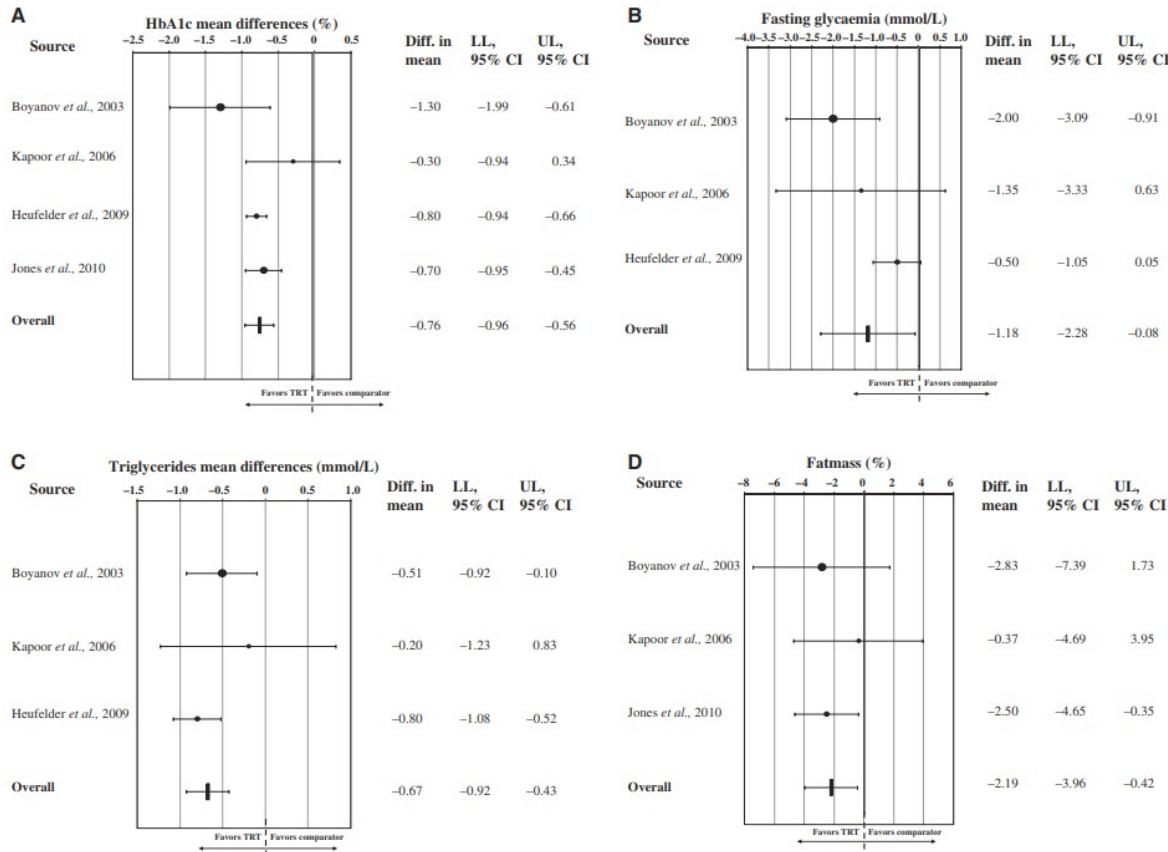 A
HbA1c mean differences (%)
Source
−2.5 −2.0 −1.5 −1.0 −0.5 0 0.5
Diff. in mean
LL, 95% CI
UL, 95% CI
Boyanov et al., 2003 −1.30 −1.99 −0.61
Kapoor et al., 2006 −0.30 −0.94 0.34
Heufelder et al., 2009 −0.80 −0.94 −0.66
Jones et al., 2010 −0.70 −0.95 −0.45
Overall −0.76 −0.96 −0.56
Favors TRT Favors comparator
B
Fasting glycaemia (mmol/L)
Source
−4.0 −3.5 −3.0 −2.5 −2.0 −1.5 −1.0 −0.5 0 0.5 1.0
Diff. in mean
LL, 95% CI
UL, 95% CI
Boyanov et al., 2003 −2.00 −3.09 −0.91
Kapoor et al., 2006 −1.35 −3.33 0.63
Heufelder et al., 2009 −0.50 −1.05 0.05
Overall −1.18 −2.28 −0.08
Favors TRT Favors comparator
C
Triglycerides mean differences (mmol/L)
Source
−1.5 −1.0 −0.5 0 0.5 1.0
Diff. in mean
LL, 95% CI
UL, 95% CI
Boyanov et al., 2003 −0.51 −0.92 −0.10
Kapoor et al., 2006 −0.20 −1.23 0.83
Heufelder et al., 2009 −0.80 −1.08 −0.52
Overall −0.67 −0.92 −0.43
Favors TRT Favors comparator
D
Fatmass (%)
Source
−8 −6 −4 −2 0 2 4 6
Diff. in mean
LL, 95% CI
UL, 95% CI
Boyanov et al., 2003 −2.83 −7.39 1.73
Kapoor et al., 2006 −0.37 −4.69 3.95
Jones et al., 2010 −2.50 −4.65 −0.35
Overall −2.19 −3.96 −0.42
Favors TRT Favors comparator